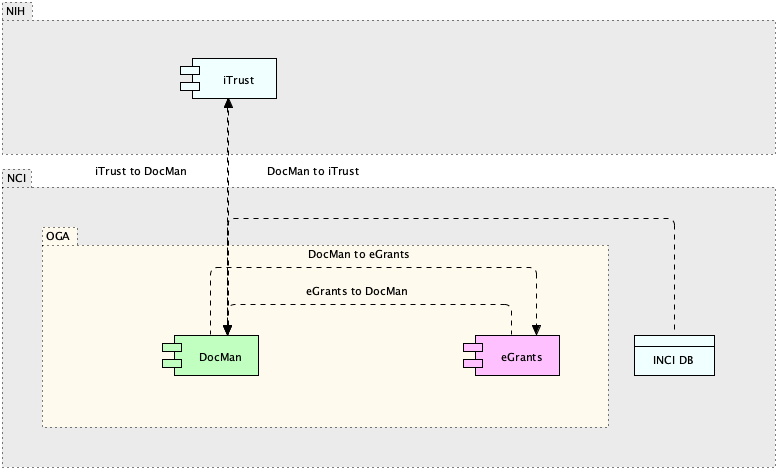 NIH
iTrust
iTrust to DocMan
DocMan to iTrust
NCI
OGA
DocMan to eGrants
eGrants to DocMan
DocMan
eGrants
INCI DB